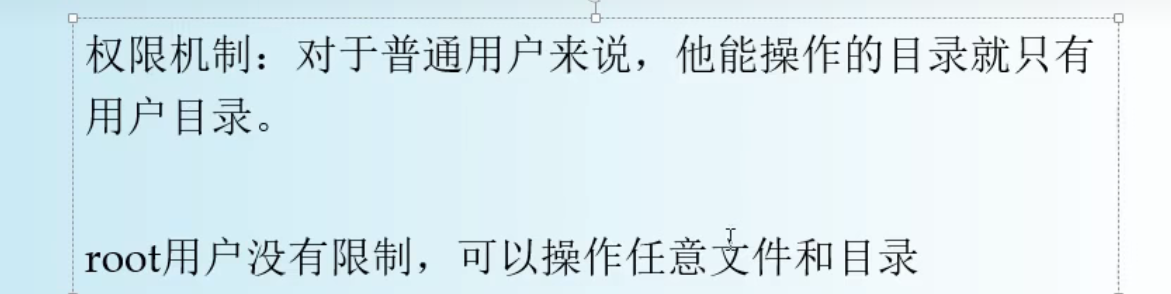 权限机制：对于普通用户来说，他能操作的目录就只有
用户目录。
root用户没有限制，可以操作任意文件和目录